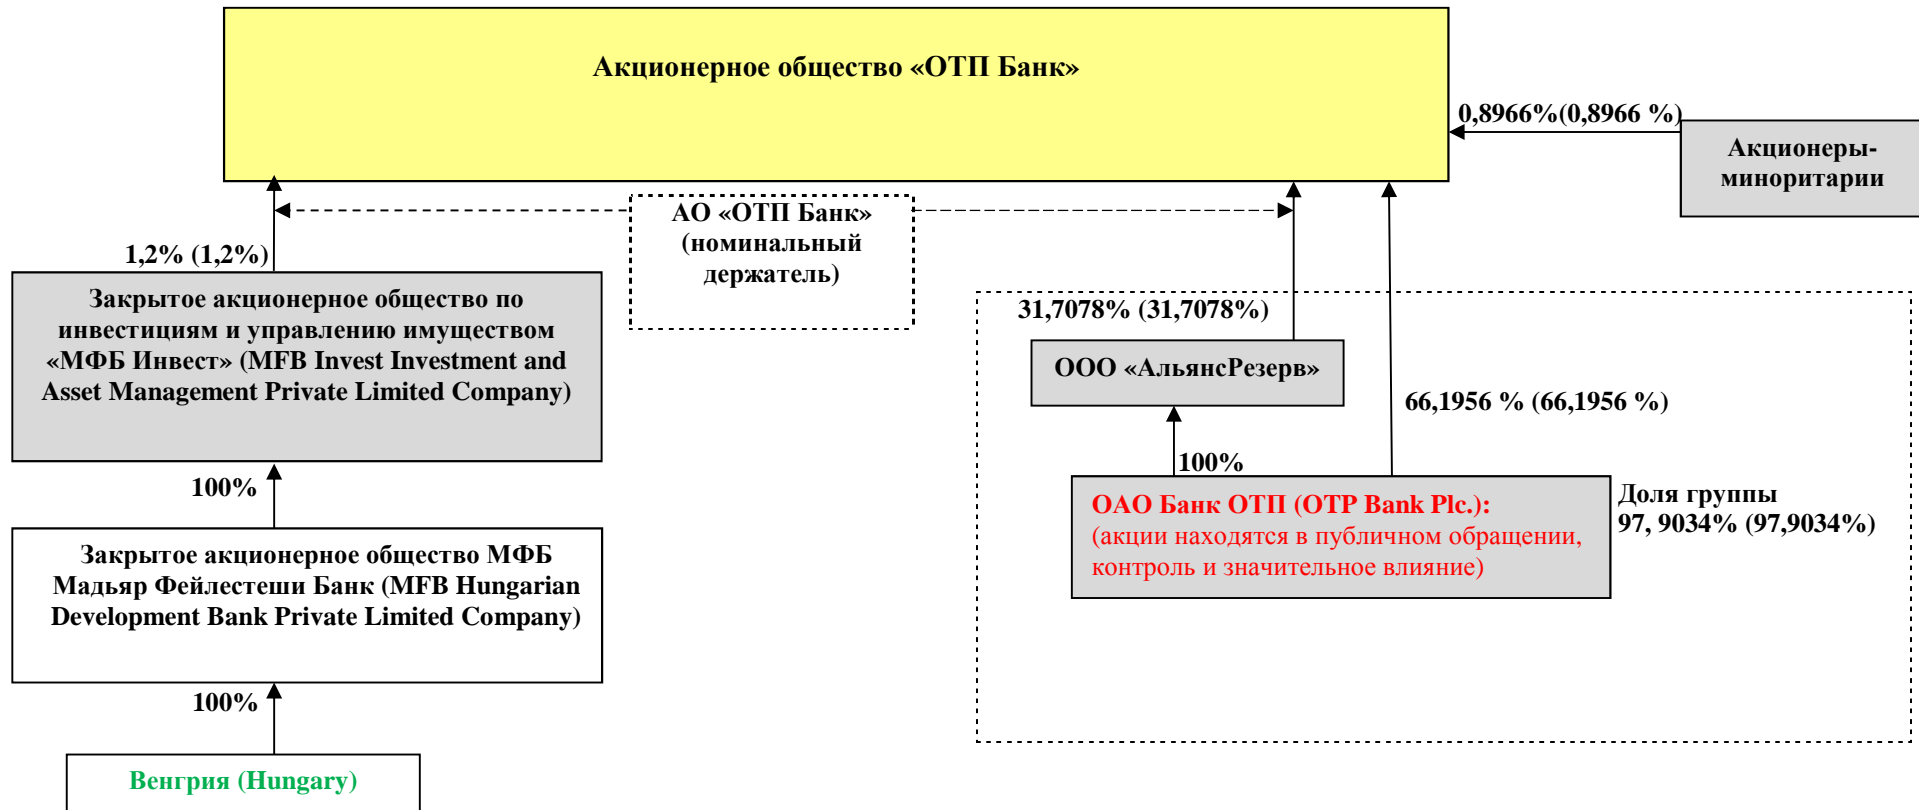 Акционерное общество «ОТП Банк»
0,8966%(0,8966 %)
Акционеры-
миноритарии
АО «ОТП Банк»
(номинальный
держатель)
1,2% (1,2%)
Закрытое акционерное общество по
инвестициям и управлению имуществом
«МФБ Инвест» (MFB Invest Investment and
Asset Management Private Limited Company)
31,7078% (31,7078%)
ООО «АльянсРезерв»
66,1956 % (66,1956 %)
100%
100%
ОАО Банк ОТП (OTP Bank Plc.):
(акции находятся в публичном обращении,
контроль и значительное влияние)
Доля группы
97, 9034% (97,9034%)
Закрытое акционерное общество МФБ
Мадьяр Фейлестеши Банк (MFB Hungarian
Development Bank Private Limited Company)
100%
Венгрия (Hungary)